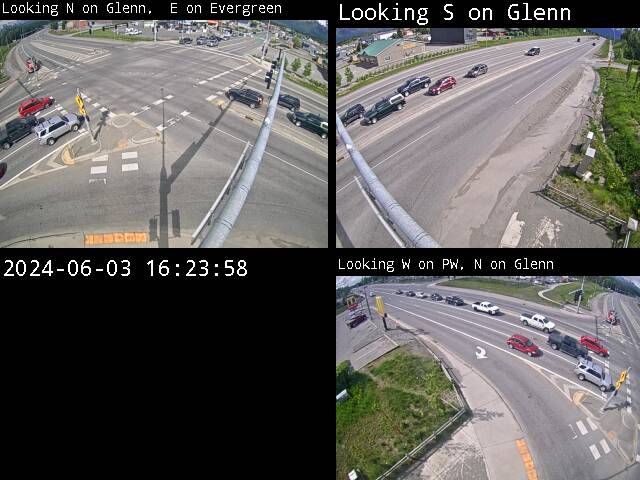 Looking N on Glenn,  E on Evergreen
Looking S on Glenn
2024-06-03 16:23:58
Looking W on PW, N on Glenn